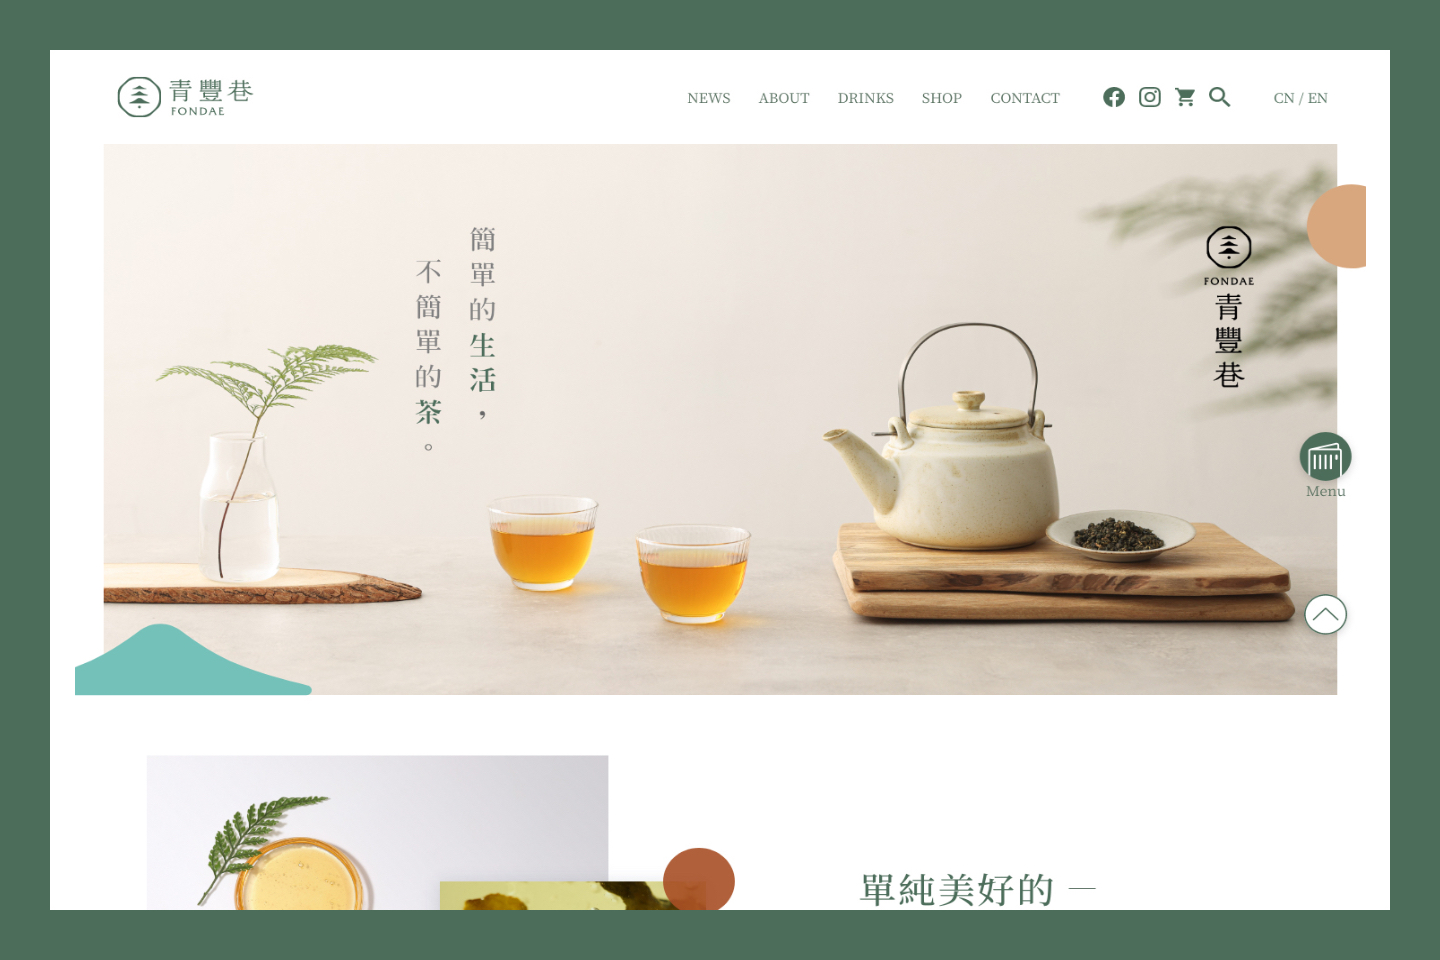 青豐巷
FONDAE
NEWS
ABOUT
DRINKS
SHOP
CONTACT
CN / EN
簡單的生活，
不簡單的茶。
FONDAE
青豐巷
Menu
單純美好的 —